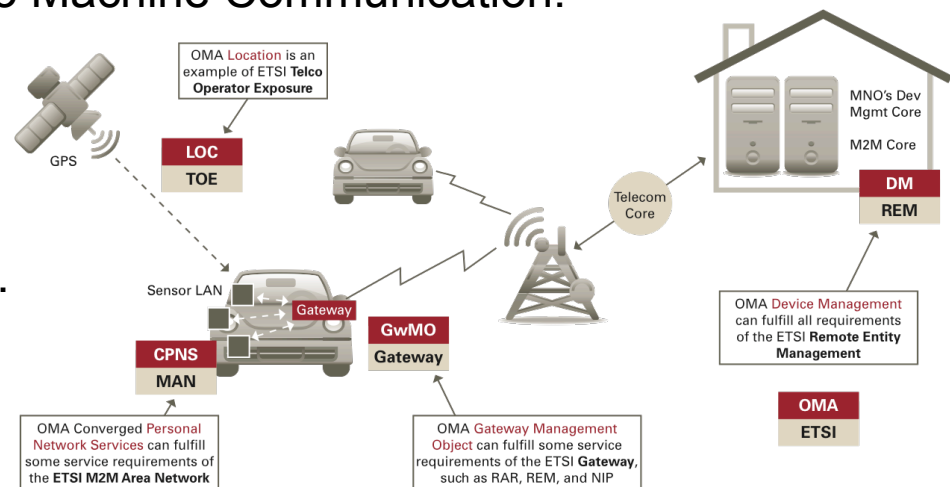 Machine Communication.
OMA Location is an
example of ETSI Telco
Operator Exposure
GPS
LOC
TOE
MNO's Dev
Mgmt Core
M2M Core
DM
REM
Telecom
Core
Sensor LAN
Gateway
GwMO
Gateway
CPNS
MAN
OMA Device Management
can fulfill all requirements
of the ETSI Remote Entity
Management
OMA
ETSI
OMA Converged Personal
Network Services can fulfill
some service requirements of
the ETSI M2M Area Network
OMA Gateway Management
Object can fulfill some service
requirements of the ETSI Gateway,
such as RAR, REM, and NIP